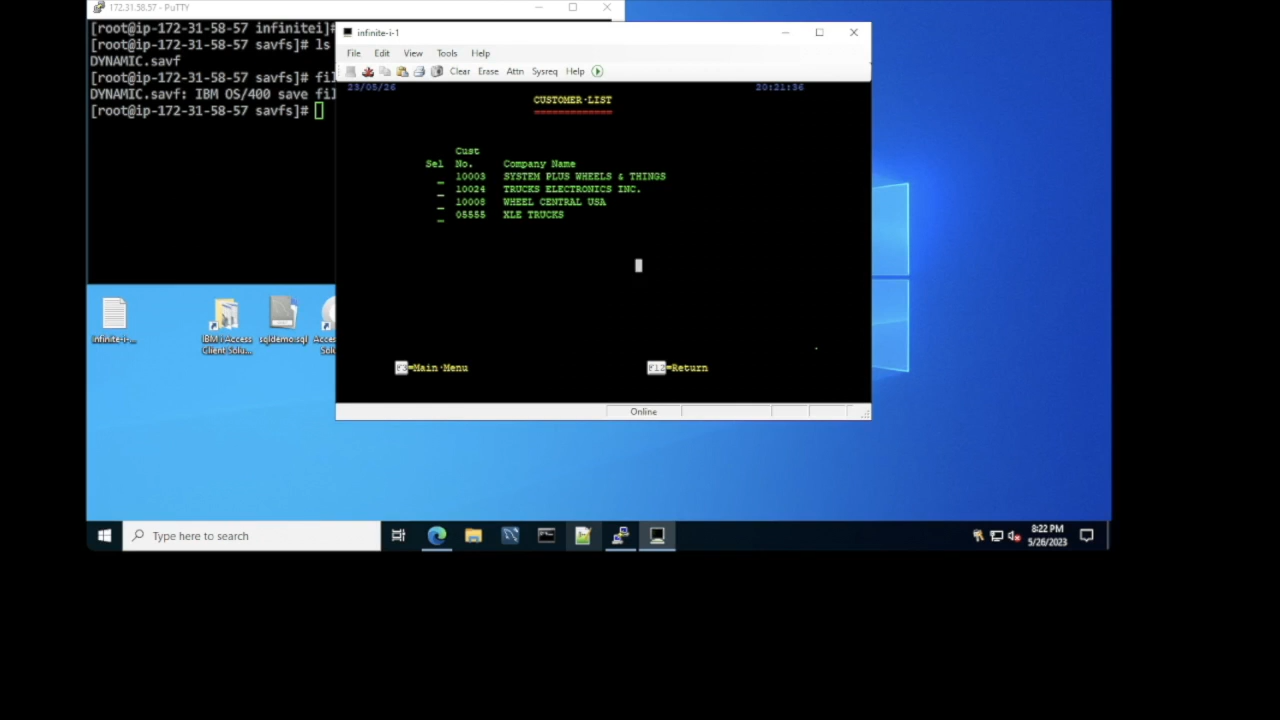 172.31.58.57 - PuTTY
[root@ip-172-31-58-57 infinitei]#
[root@ip-172-31-58-57 savfs]# ls
DYNAMIC.savf
[root@ip-172-31-58-57 savfs]# fil
DYNAMIC.savf: IBM OS/400 save fil
[root@ip-172-31-58-57 savfs]#
infinite-i-1
File Edit View Tools Help
Clear Erase Attn Sysreq Help
23/05/26 20:21:36
CUSTOMER·LIST
=============
Cust
Sel No. Company Name
_ 10003 SYSTEM PLUS WHEELS & THINGS
_ 10024 TRUCKS ELECTRONICS INC.
_ 10008 WHEEL CENTRAL USA
_ 05555 XLE TRUCKS
F3=Main·Menu F12=Return
Online
infinite-i-...
IBM i Access
Client Solu...
sqldemo.sql
Type here to search
8:22 PM
5/26/2023